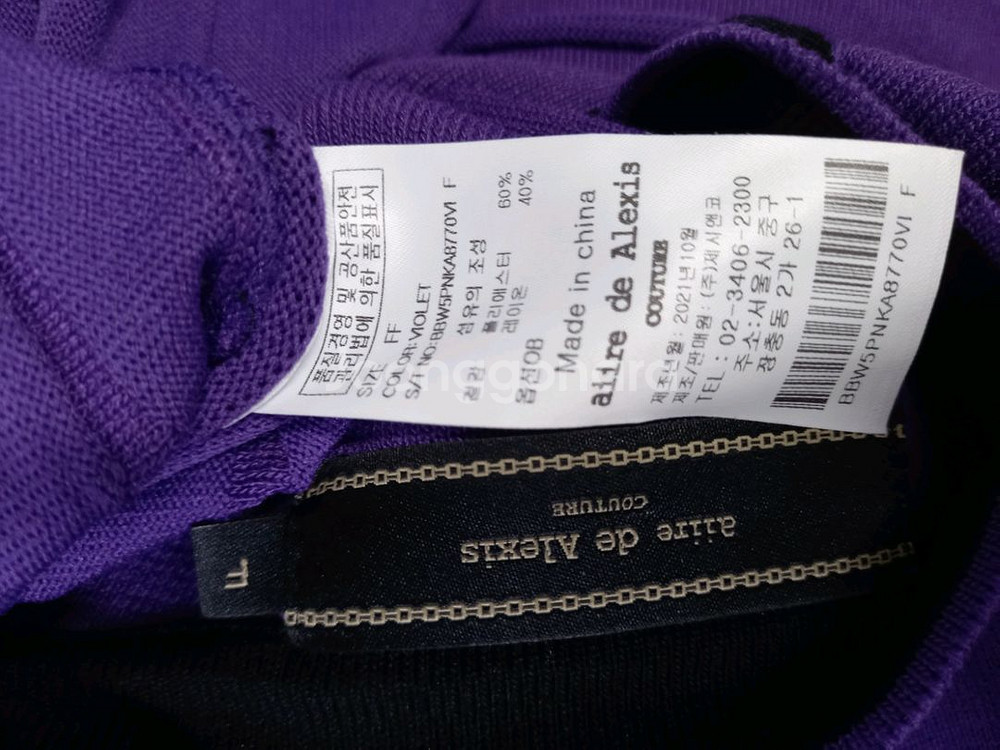 품질경영 및 공산품안전
관리법에 의한 품질표시
SIZE: FF
COLOR:VIOLET
S/T NO:BBW5PNKA8770VI F
겉감 섬유의 조성
폴리에스터 60%
레이온 40%
옵션OB
Made in china
aiire de Alexis
COUTURE
제조년월: 2021년10월
제조/판매원: (주)제시앤코
TEL: 02-3406-2300
주소:서울시 중구
장충동 2가 26-1
BBW5PNKA8770VI F
aiire de Alexis
COUTURE
F